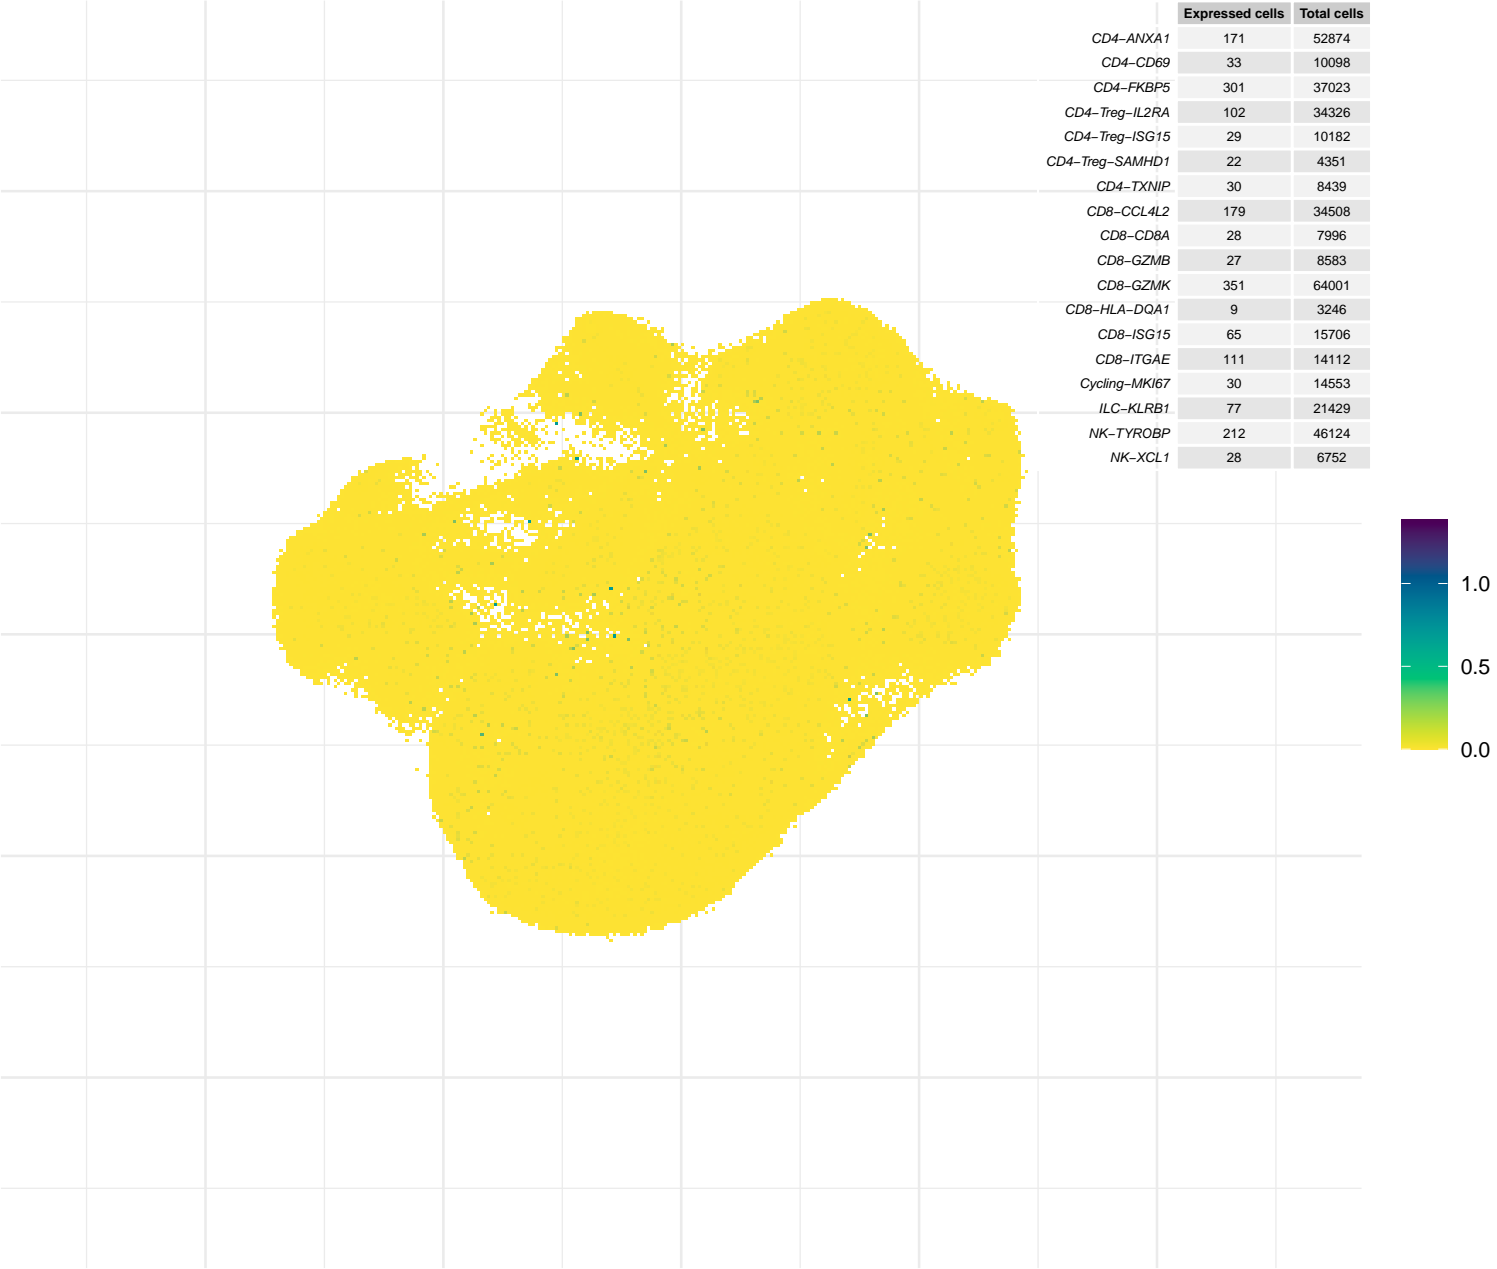 Expressed cells Total cells
CD4−ANXA1 171 52874
CD4−CD69 33 10098
CD4−FKBP5 301 37023
CD4−Treg−IL2RA 102 34326
CD4−Treg−ISG15 29 10182
CD4−Treg−SAMHD1 22 4351
CD4−TXNIP 30 8439
CD8−CCL4L2 179 34508
CD8−CD8A 28 7996
CD8−GZMB 27 8583
CD8−GZMK 351 64001
CD8−HLA−DQA1 9 3246
CD8−ISG15 65 15706
CD8−ITGAE 111 14112
Cycling−MKI67 30 14553
ILC−KLRB1 77 21429
NK−TYROBP 212 46124
NK−XCL1 28 6752
1.0
0.5
0.0